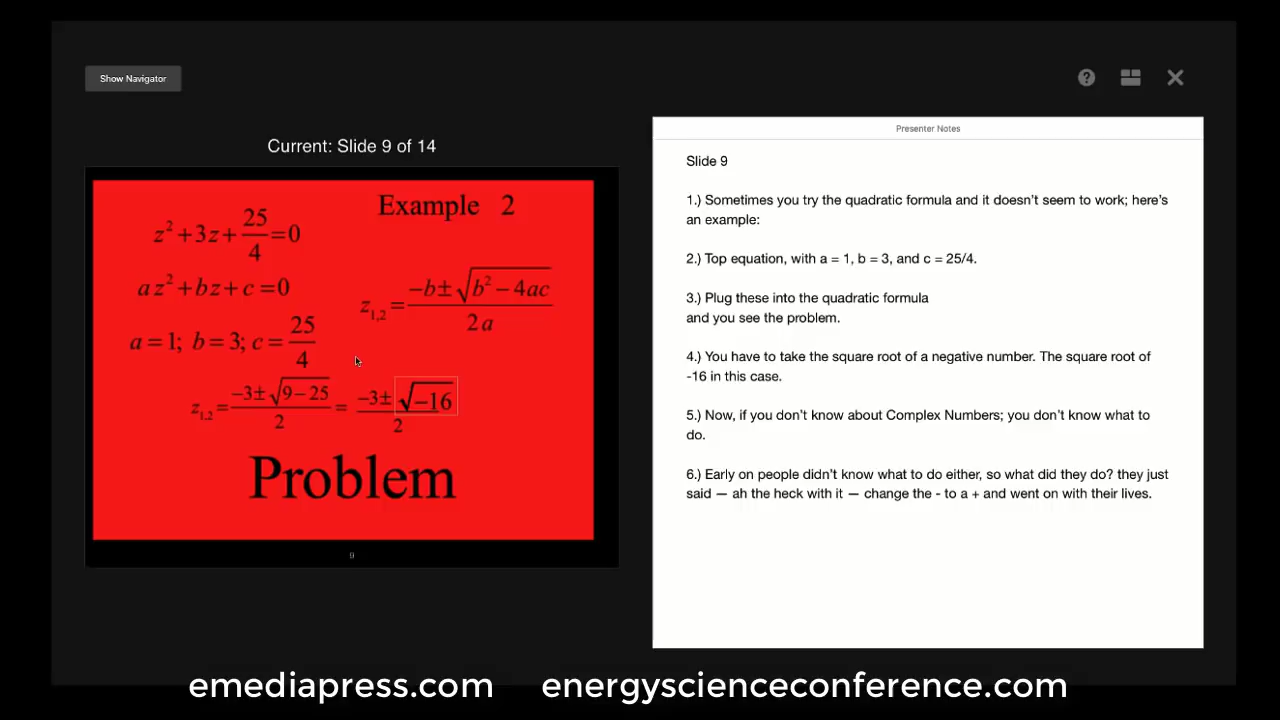 Show Navigator
Current: Slide 9 of 14
Example 2
z² + 3z + 25/4 = 0
az² + bz + c = 0
z₁,₂ = (−b ± √(b² − 4ac)) / 2a
a = 1; b = 3; c = 25/4
z₁,₂ = (−3 ± √(9 − 25)) / 2 = (−3 ± √−16) / 2
Problem
9
Presenter Notes
Slide 9
1.) Sometimes you try the quadratic formula and it doesn’t seem to work; here’s
an example:
2.) Top equation, with a = 1, b = 3, and c = 25/4.
3.) Plug these into the quadratic formula
and you see the problem.
4.) You have to take the square root of a negative number. The square root of
-16 in this case.
5.) Now, if you don’t know about Complex Numbers; you don’t know what to
do.
6.) Early on people didn’t know what to do either, so what did they do? they just
said — ah the heck with it — change the - to a + and went on with their lives.
emediapress.com energyscienceconference.com